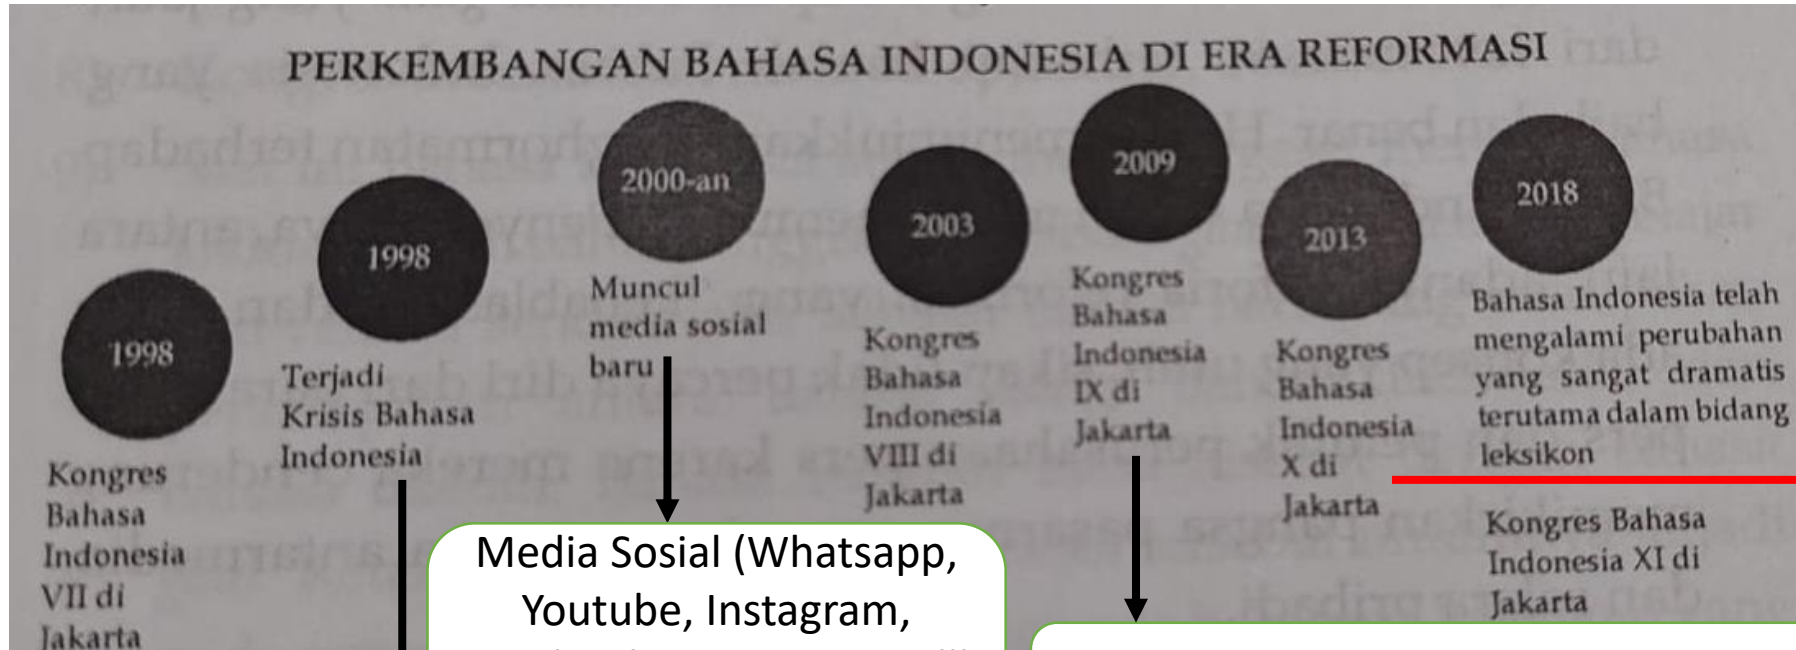 PERKEMBANGAN BAHASA INDONESIA DI ERA REFORMASI
1998
Kongres
Bahasa
Indonesia
VII di
Jakarta
1998
Terjadi
Krisis Bahasa
Indonesia
2000-an
Muncul
media sosial
baru
Media Sosial (Whatsapp,
Youtube, Instagram,
2003
Kongres
Bahasa
Indonesia
VIII di
Jakarta
2009
Kongres
Bahasa
Indonesia
IX di
Jakarta
2013
Kongres
Bahasa
Indonesia
X di
Jakarta
2018
Bahasa Indonesia telah
mengalami perubahan
yang sangat dramatis
terutama dalam bidang
leksikon
Kongres Bahasa
Indonesia XI di
Jakarta